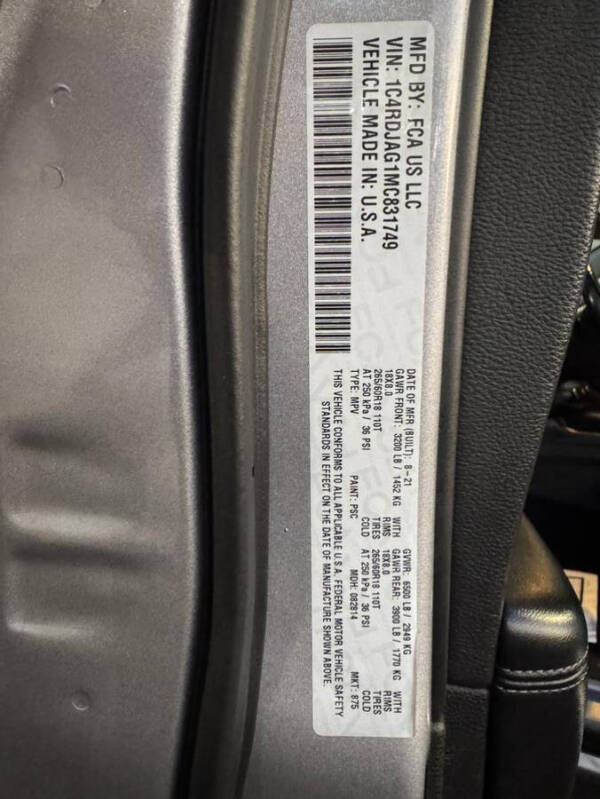 MFD BY: FCA US LLC
VIN: 1C4RDJAG1MC831749
VEHICLE MADE IN: U.S.A.
DATE OF MFR (BUILT): 8-21 GVWR: 6500 LB / 2949 KG
GAWR FRONT: 3200 LB / 1452 KG WITH GAWR REAR: 3900 LB / 1770 KG WITH
18X8.0 RIMS 18X8.0 RIMS
265/60R18 110T TIRES 265/60R18 110T TIRES
AT 250 kPa / 36 PSI COLD AT 250 kPa / 36 PSI COLD
TYPE: MPV PAINT: PSC MDH: 082814 MKT: 875
THIS VEHICLE CONFORMS TO ALL APPLICABLE U.S.A. FEDERAL MOTOR VEHICLE SAFETY
STANDARDS IN EFFECT ON THE DATE OF MANUFACTURE SHOWN ABOVE.